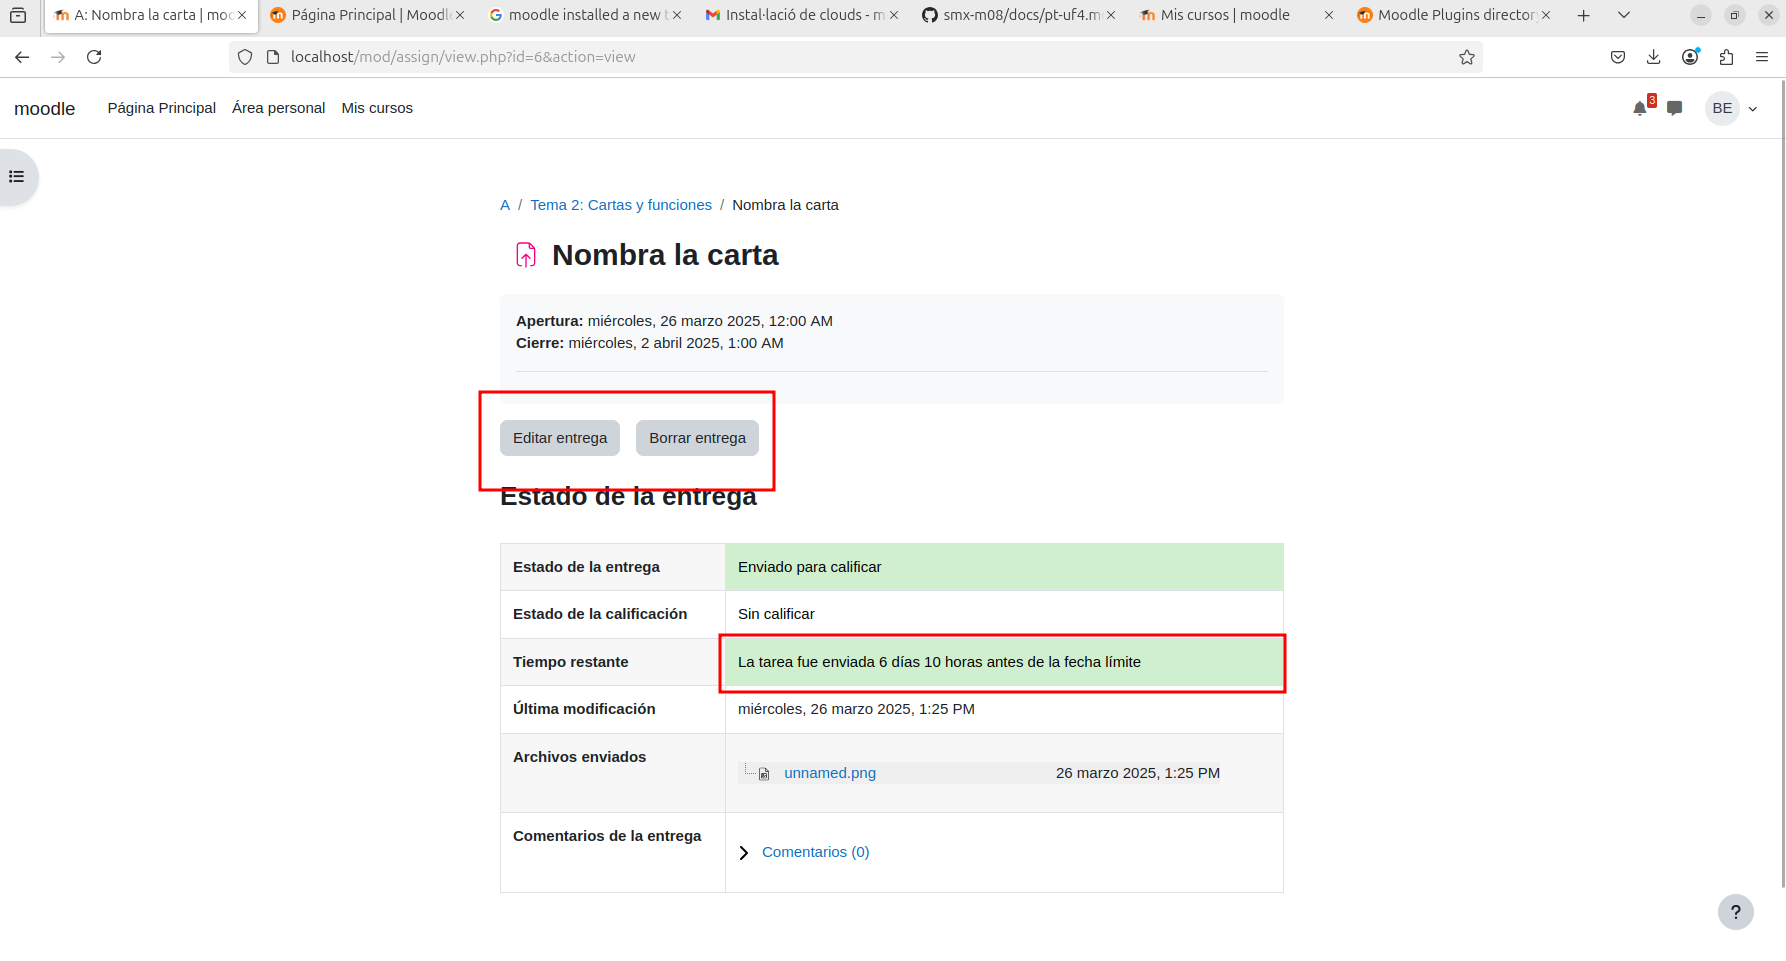 A: Nombra la carta | moo
Página Principal | Moodl
moodle installed a new t
Instal·lació de clouds - m
smx-m08/docs/pt-uf4.m
Mis cursos | moodle
Moodle Plugins directory
localhost/mod/assign/view.php?id=6&action=view
moodle Página Principal Área personal Mis cursos 3 BE
A / Tema 2: Cartas y funciones / Nombra la carta
Nombra la carta
Apertura: miércoles, 26 marzo 2025, 12:00 AM
Cierre: miércoles, 2 abril 2025, 1:00 AM
Editar entrega Borrar entrega
Estado de la entrega
Estado de la entrega Enviado para calificar
Estado de la calificación Sin calificar
Tiempo restante La tarea fue enviada 6 días 10 horas antes de la fecha límite
Última modificación miércoles, 26 marzo 2025, 1:25 PM
Archivos enviados
unnamed.png 26 marzo 2025, 1:25 PM
Comentarios de la entrega
Comentarios (0)
?